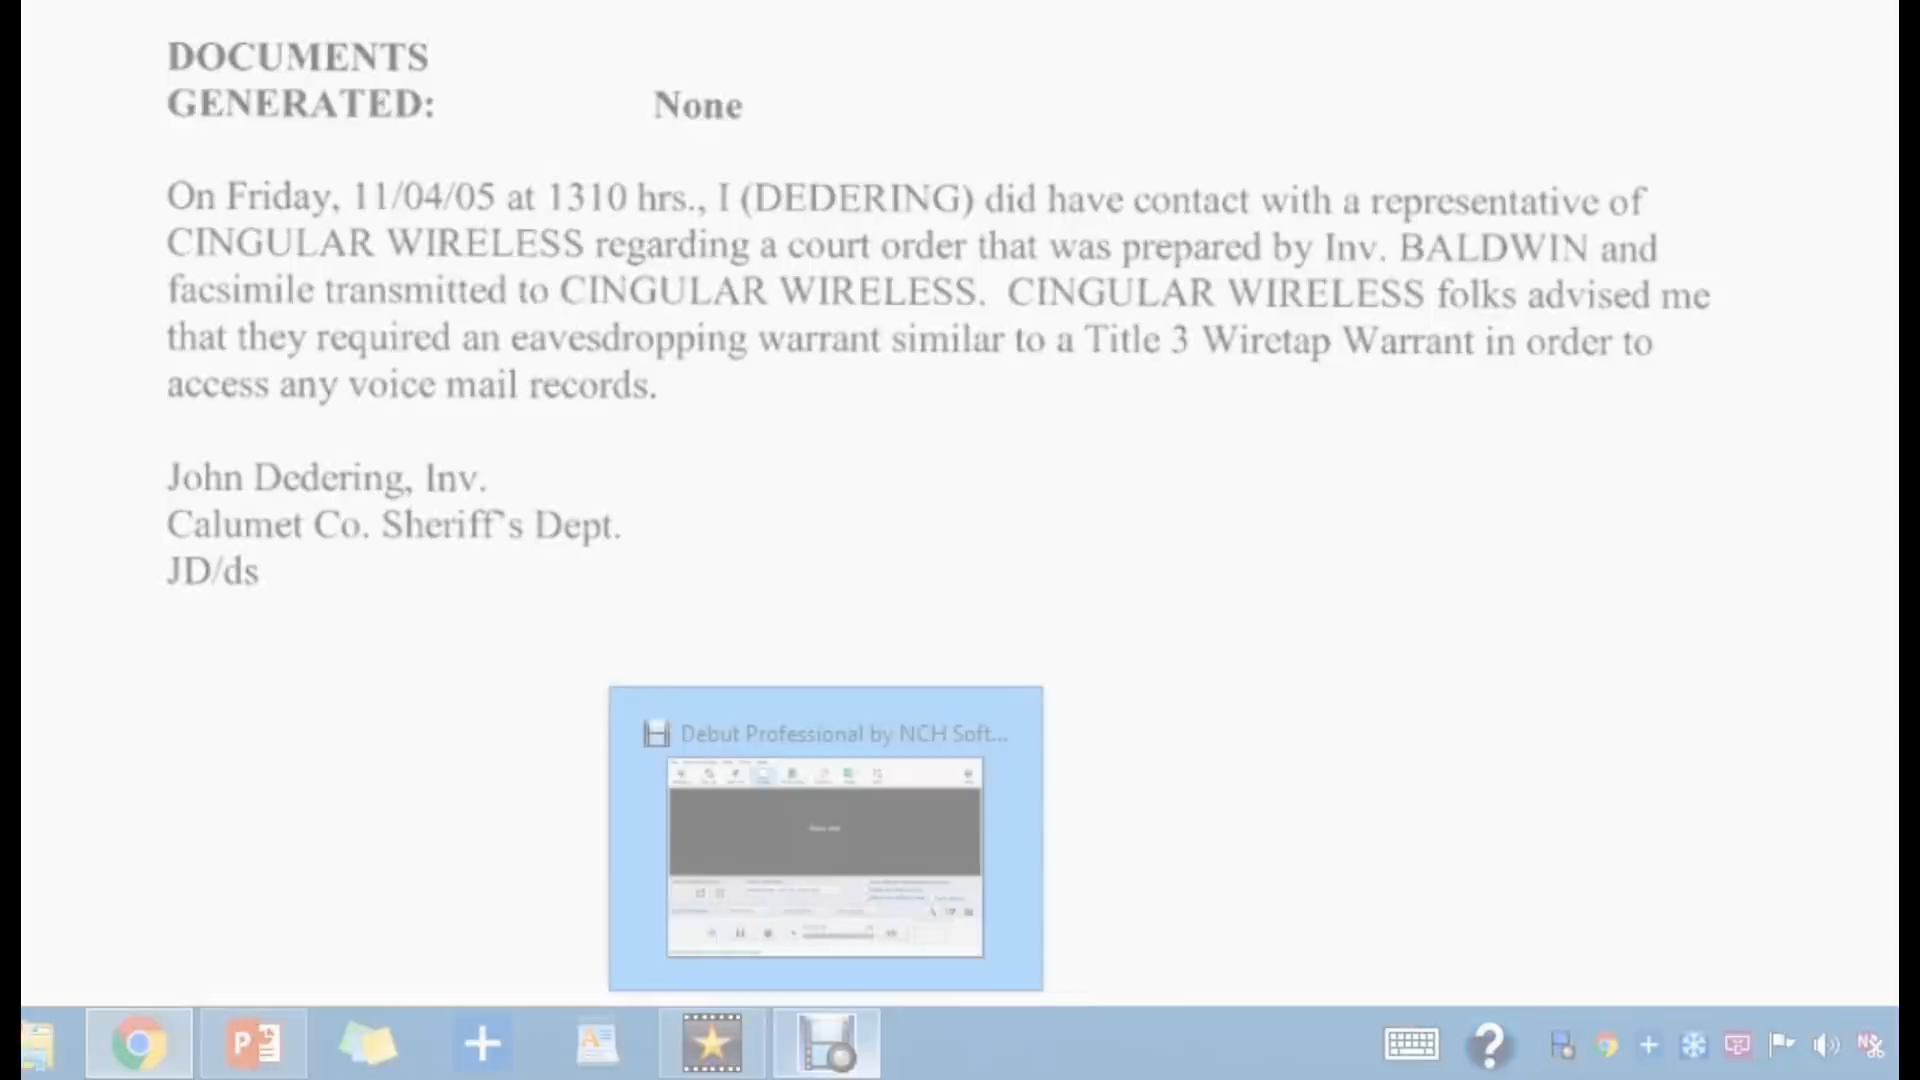 DOCUMENTS
GENERATED: None
On Friday, 11/04/05 at 1310 hrs., I (DEDERING) did have contact with a representative of
CINGULAR WIRELESS regarding a court order that was prepared by Inv. BALDWIN and
facsimile transmitted to CINGULAR WIRELESS. CINGULAR WIRELESS folks advised me
that they required an eavesdropping warrant similar to a Title 3 Wiretap Warrant in order to
access any voice mail records.
John Dedering, Inv.
Calumet Co. Sheriff's Dept.
JD/ds
Debut Professional by NCH Soft...